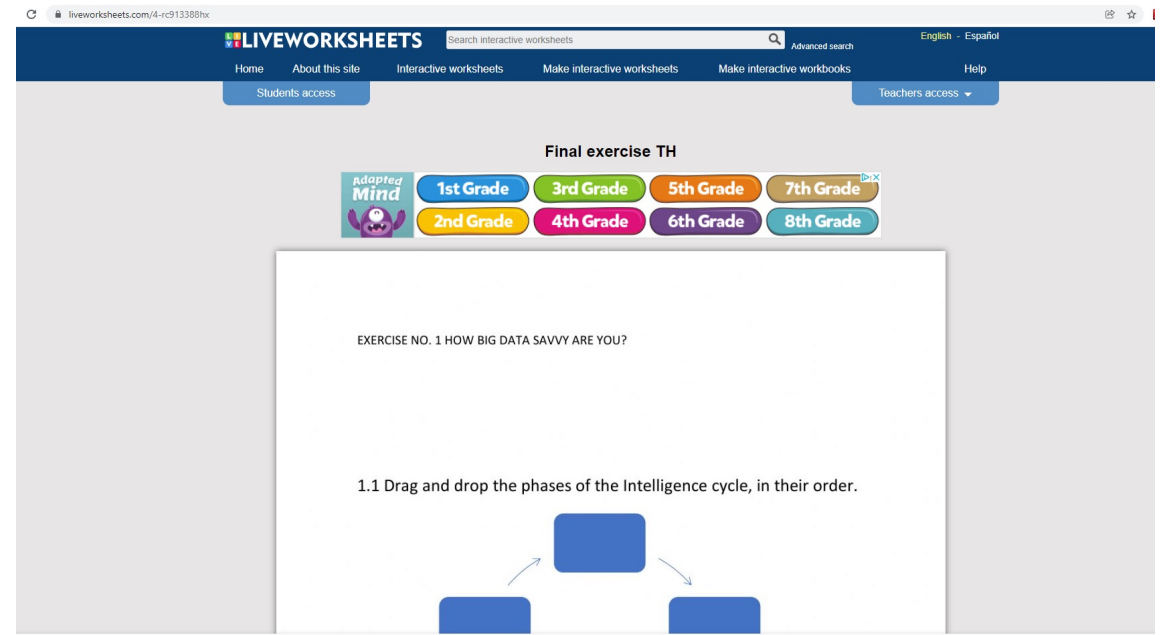 liveworksheets.com/4-rc913388hx
LIVEWORKSHEETS
Search interactive worksheets
Advanced search
English - Español
Home About this site Interactive worksheets Make interactive worksheets Make interactive workbooks Help
Students access
Teachers access
Final exercise TH
Adapted Mind
1st Grade 3rd Grade 5th Grade 7th Grade
2nd Grade 4th Grade 6th Grade 8th Grade
EXERCISE NO. 1 HOW BIG DATA SAVVY ARE YOU?
1.1 Drag and drop the phases of the Intelligence cycle, in their order.